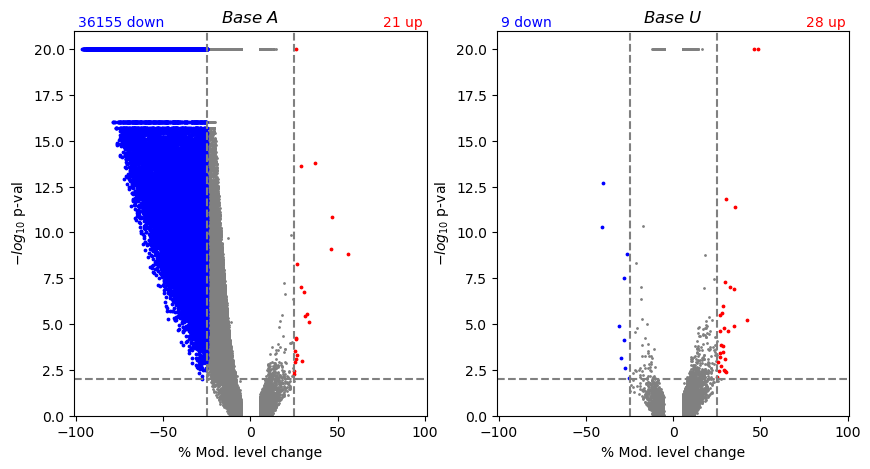 Base A
Base U
36155 down
21 up
9 down
28 up
20.0
17.5
15.0
12.5
10.0
7.5
5.0
2.5
0.0
−log10 p-val
−100
−50
0
50
100
% Mod. level change
20.0
17.5
15.0
12.5
10.0
7.5
5.0
2.5
0.0
−log10 p-val
−100
−50
0
50
100
% Mod. level change